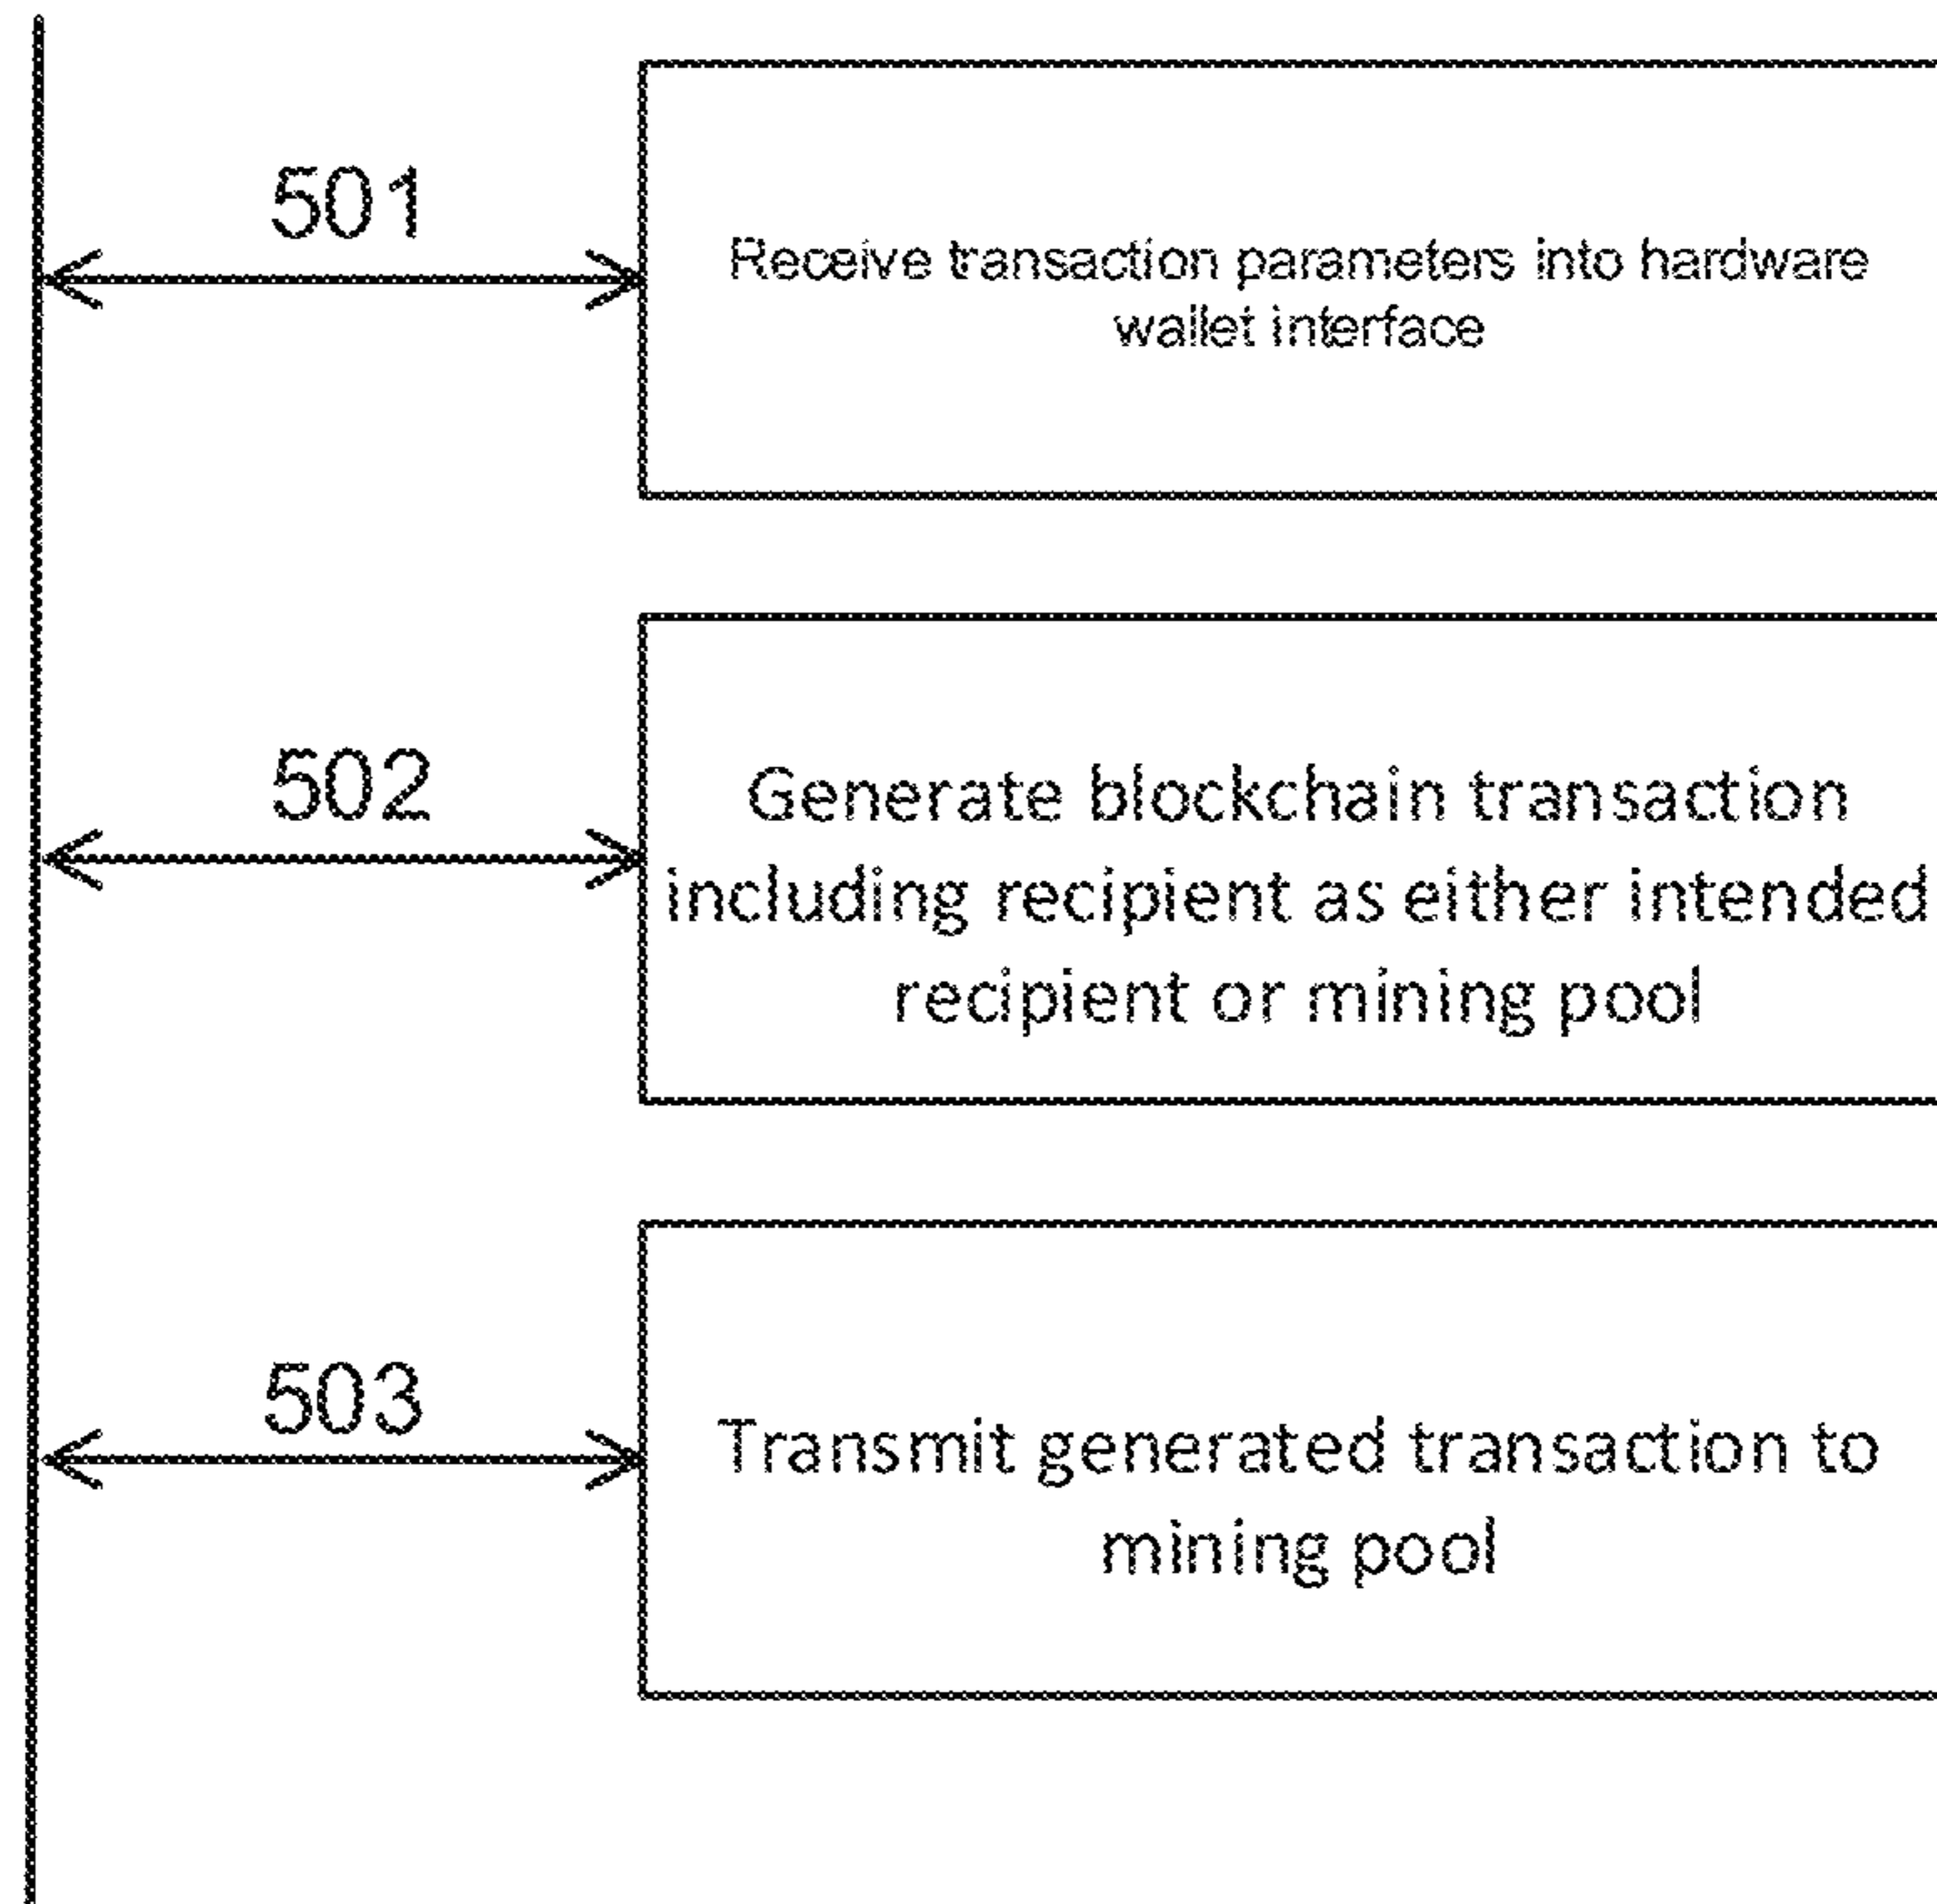 501
Receive transaction parameters into hardware
wallet interface
502
Generate blockchain transaction
including recipient as either intended
recipient or mining pool
503
Transmit generated transaction to
mining pool